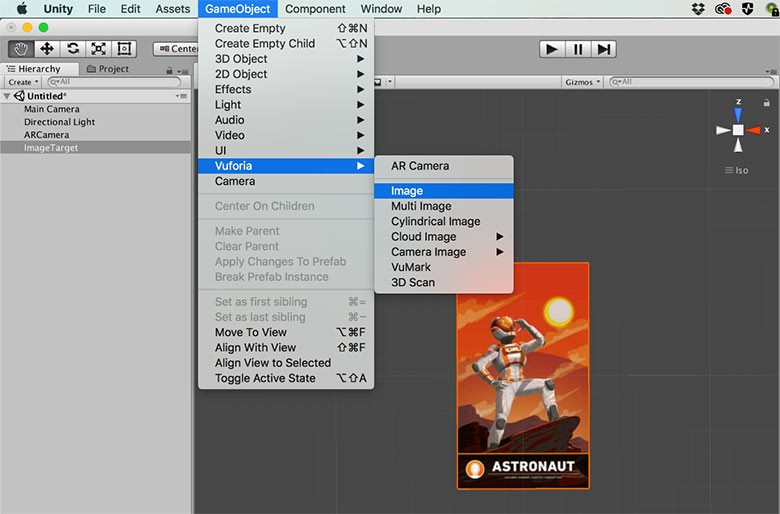 Unity File Edit Assets GameObject Component Window Help
Center
Hierarchy Project
Create All
Untitled*
Main Camera
Directional Light
ARCamera
ImageTarget
Create Empty ⇧⌘N
Create Empty Child ⌥⇧N
3D Object
2D Object
Effects
Light
Audio
Video
UI
Vuforia
Camera
Center On Children
Make Parent
Clear Parent
Apply Changes To Prefab
Break Prefab Instance
Set as first sibling ⌘=
Set as last sibling ⌘-
Move To View ⌥⌘F
Align With View ⇧⌘F
Align View to Selected
Toggle Active State ⌥⇧A
AR Camera
Image
Multi Image
Cylindrical Image
Cloud Image
Camera Image
VuMark
3D Scan
Gizmos All
z
x
Iso
ASTRONAUT